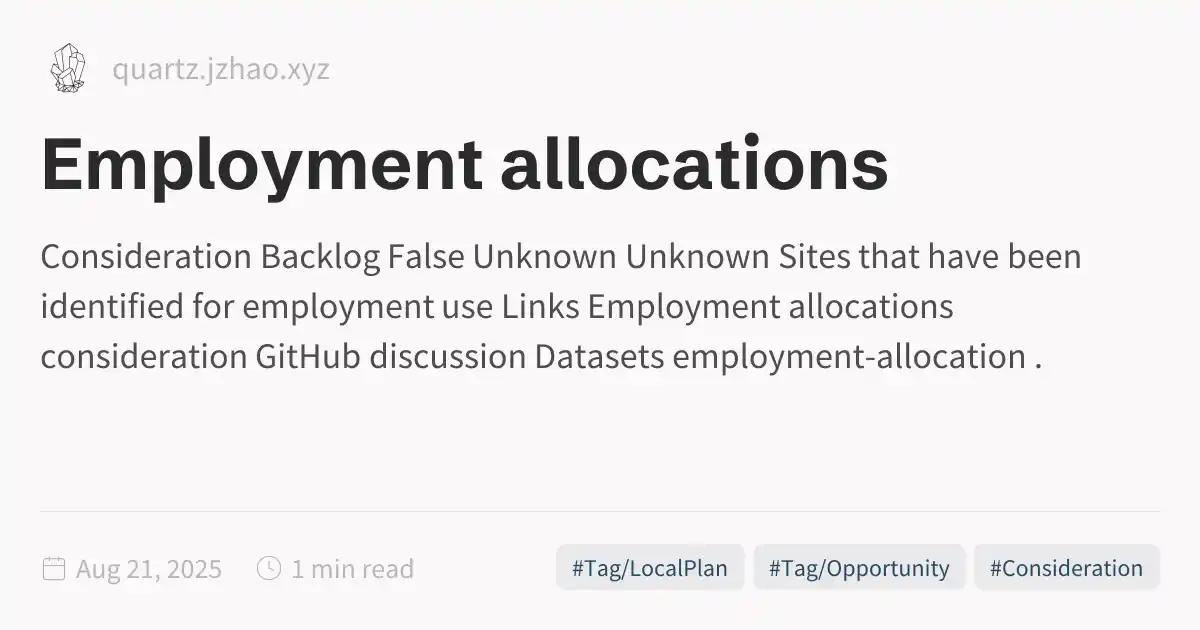 quartz.jzhao.xyz
Employment allocations
Consideration Backlog False Unknown Unknown Sites that have been
identified for employment use Links Employment allocations
consideration GitHub discussion Datasets employment-allocation .
Aug 21, 2025 1 min read #Tag/LocalPlan #Tag/Opportunity #Consideration